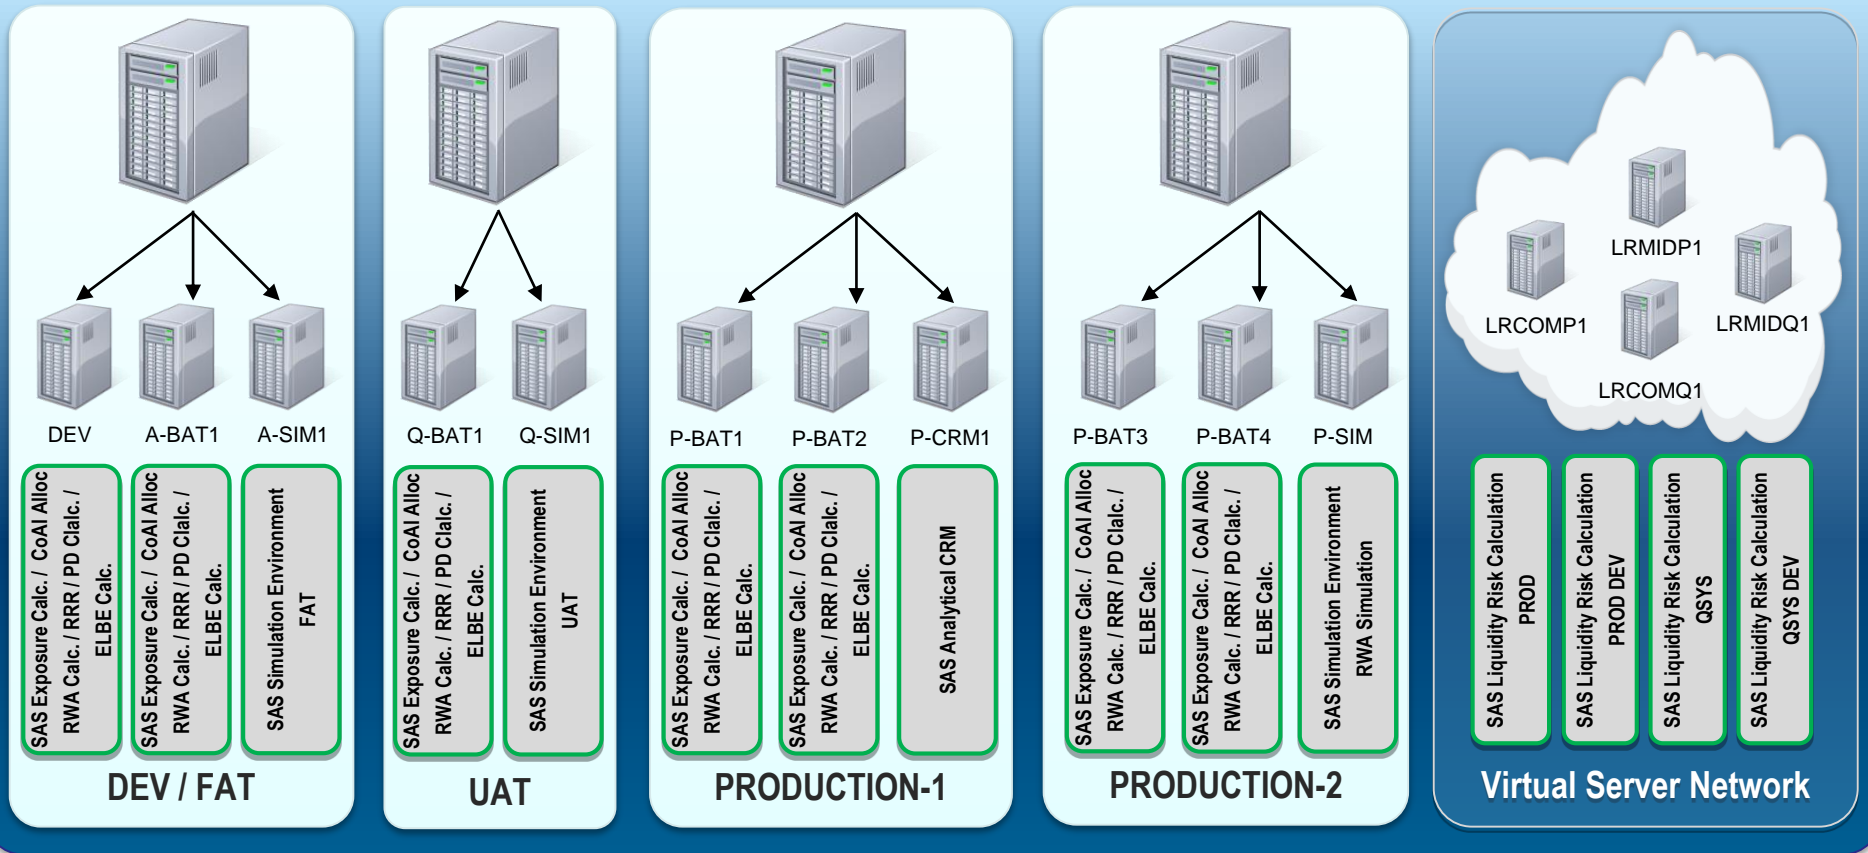 DEV
A-BAT1
A-SIM1
SAS Exposure Calc. / CoAI Alloc
RWA Calc. / RRR / PD Clalc. /
ELBE Calc.
SAS Exposure Calc. / CoAI Alloc
RWA Calc. / RRR / PD Clalc. /
ELBE Calc.
SAS Simulation Environment
FAT
DEV / FAT
Q-BAT1
Q-SIM1
SAS Exposure Calc. / CoAI Alloc
RWA Calc. / RRR / PD Clalc. /
ELBE Calc.
SAS Simulation Environment
UAT
UAT
P-BAT1
P-BAT2
P-CRM1
SAS Exposure Calc. / CoAI Alloc
RWA Calc. / RRR / PD Clalc. /
ELBE Calc.
SAS Exposure Calc. / CoAI Alloc
RWA Calc. / RRR / PD Clalc. /
ELBE Calc.
SAS Analytical CRM
PRODUCTION-1
P-BAT3
P-BAT4
P-SIM
SAS Exposure Calc. / CoAI Alloc
RWA Calc. / RRR / PD Clalc. /
ELBE Calc.
SAS Exposure Calc. / CoAI Alloc
RWA Calc. / RRR / PD Clalc. /
ELBE Calc.
SAS Simulation Environment
RWA Simulation
PRODUCTION-2
LRMIDP1
LRCOMP1
LRMIDQ1
LRCOMQ1
SAS Liquidity Risk Calculation
PROD
SAS Liquidity Risk Calculation
PROD DEV
SAS Liquidity Risk Calculation
QSYS
SAS Liquidity Risk Calculation
QSYS DEV
Virtual Server Network